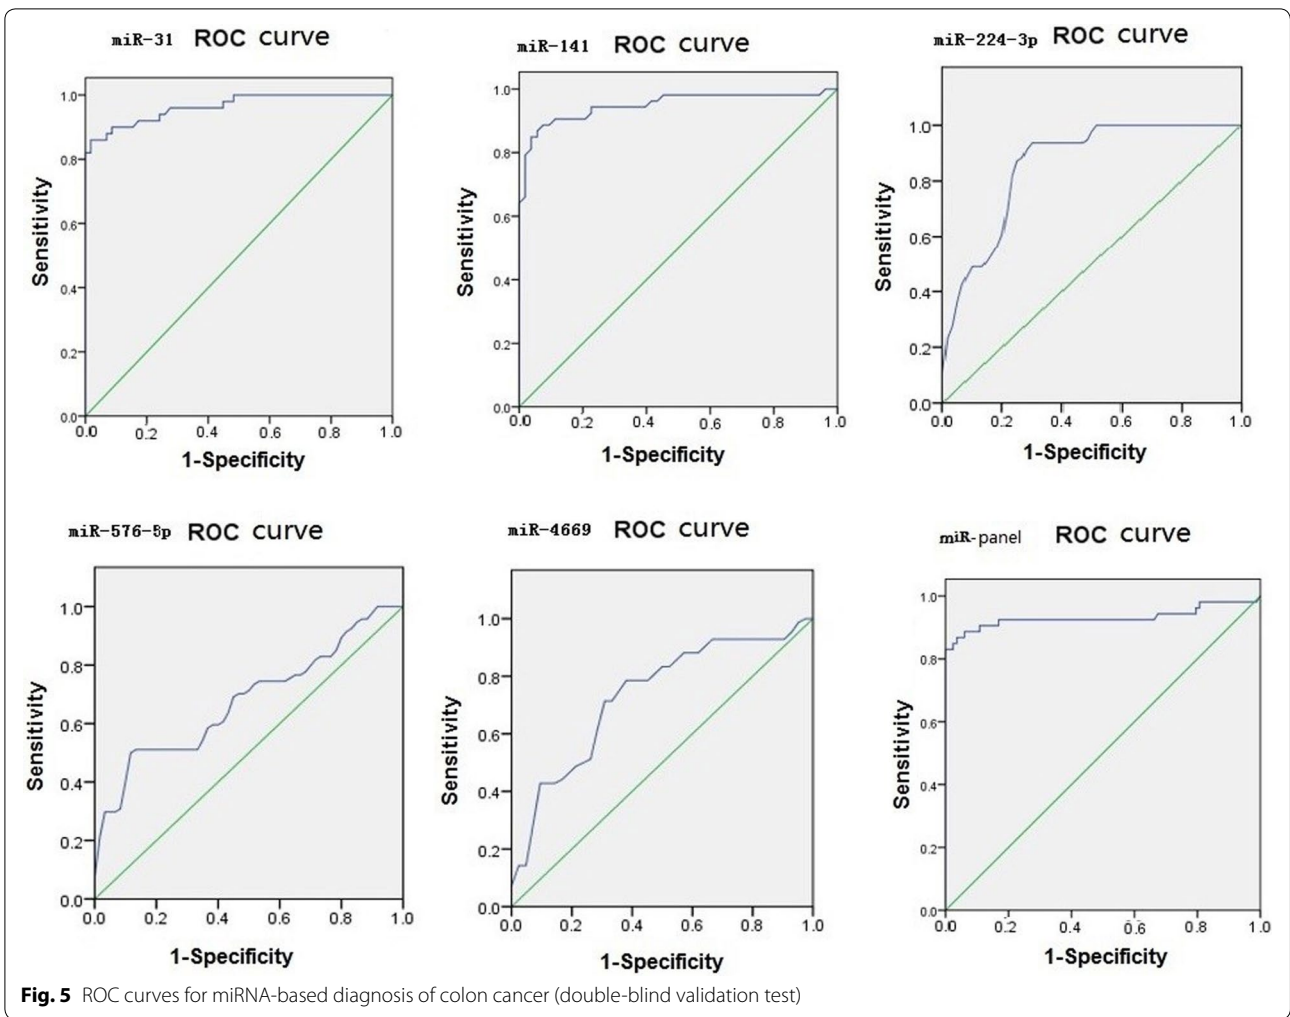 miR-31 ROC curve
1.0
0.8
0.6
0.4
0.2
0.0
Sensitivity
0.0 0.2 0.4 0.6 0.8 1.0
1-Specificity
miR-141 ROC curve
1.0
0.8
0.6
0.4
0.2
0.0
Sensitivity
0.0 0.2 0.4 0.6 0.8 1.0
1-Specificity
miR-224-3p ROC curve
1.0
0.8
0.6
0.4
0.2
0.0
Sensitivity
0.0 0.2 0.4 0.6 0.8 1.0
1-Specificity
miR-576-5p ROC curve
1.0
0.8
0.6
0.4
0.2
0.0
Sensitivity
0.0 0.2 0.4 0.6 0.8 1.0
1-Specificity
miR-4669 ROC curve
1.0
0.8
0.6
0.4
0.2
0.0
Sensitivity
0.0 0.2 0.4 0.6 0.8 1.0
1-Specificity
miR-panel ROC curve
1.0
0.8
0.6
0.4
0.2
0.0
Sensitivity
0.0 0.2 0.4 0.6 0.8 1.0
1-Specificity
Fig. 5 ROC curves for miRNA-based diagnosis of colon cancer (double-blind validation test)